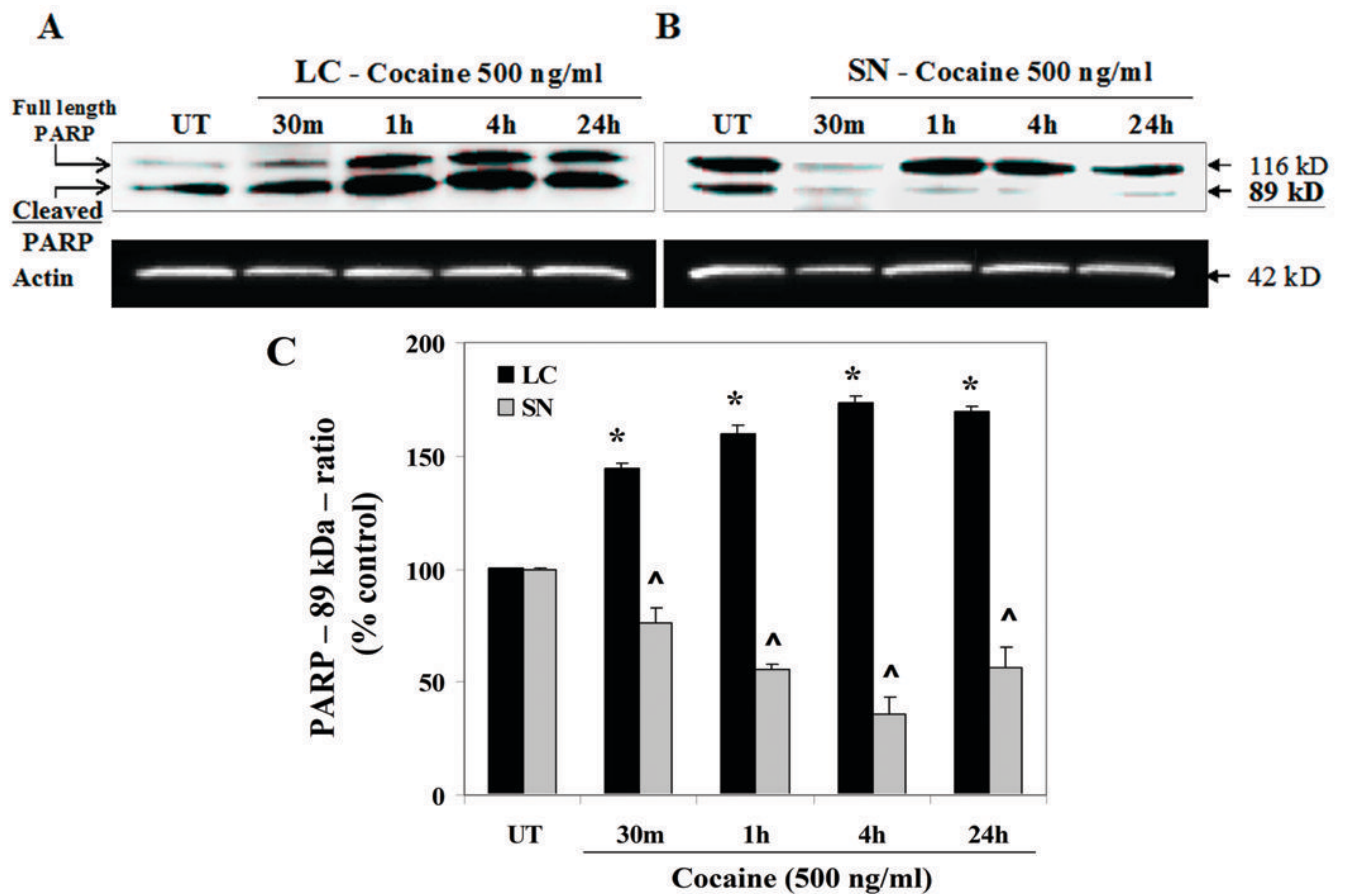 A
B
LC - Cocaine 500 ng/ml
SN - Cocaine 500 ng/ml
Full length
PARP
UT 30m 1h 4h 24h
UT 30m 1h 4h 24h
116 kD
Cleaved
89 kD
PARP
Actin
42 kD
C
200
LC
SN
* * * *
150
100
^ ^ ^ ^
50
0
PARP – 89 kDa – ratio
(% control)
UT 30m 1h 4h 24h
Cocaine (500 ng/ml)